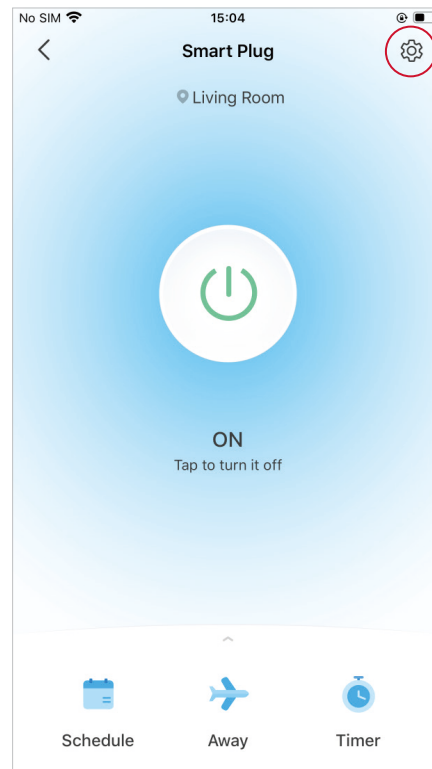 No SIM 15:04
Smart Plug
Living Room
ON
Tap to turn it off
Schedule Away Timer